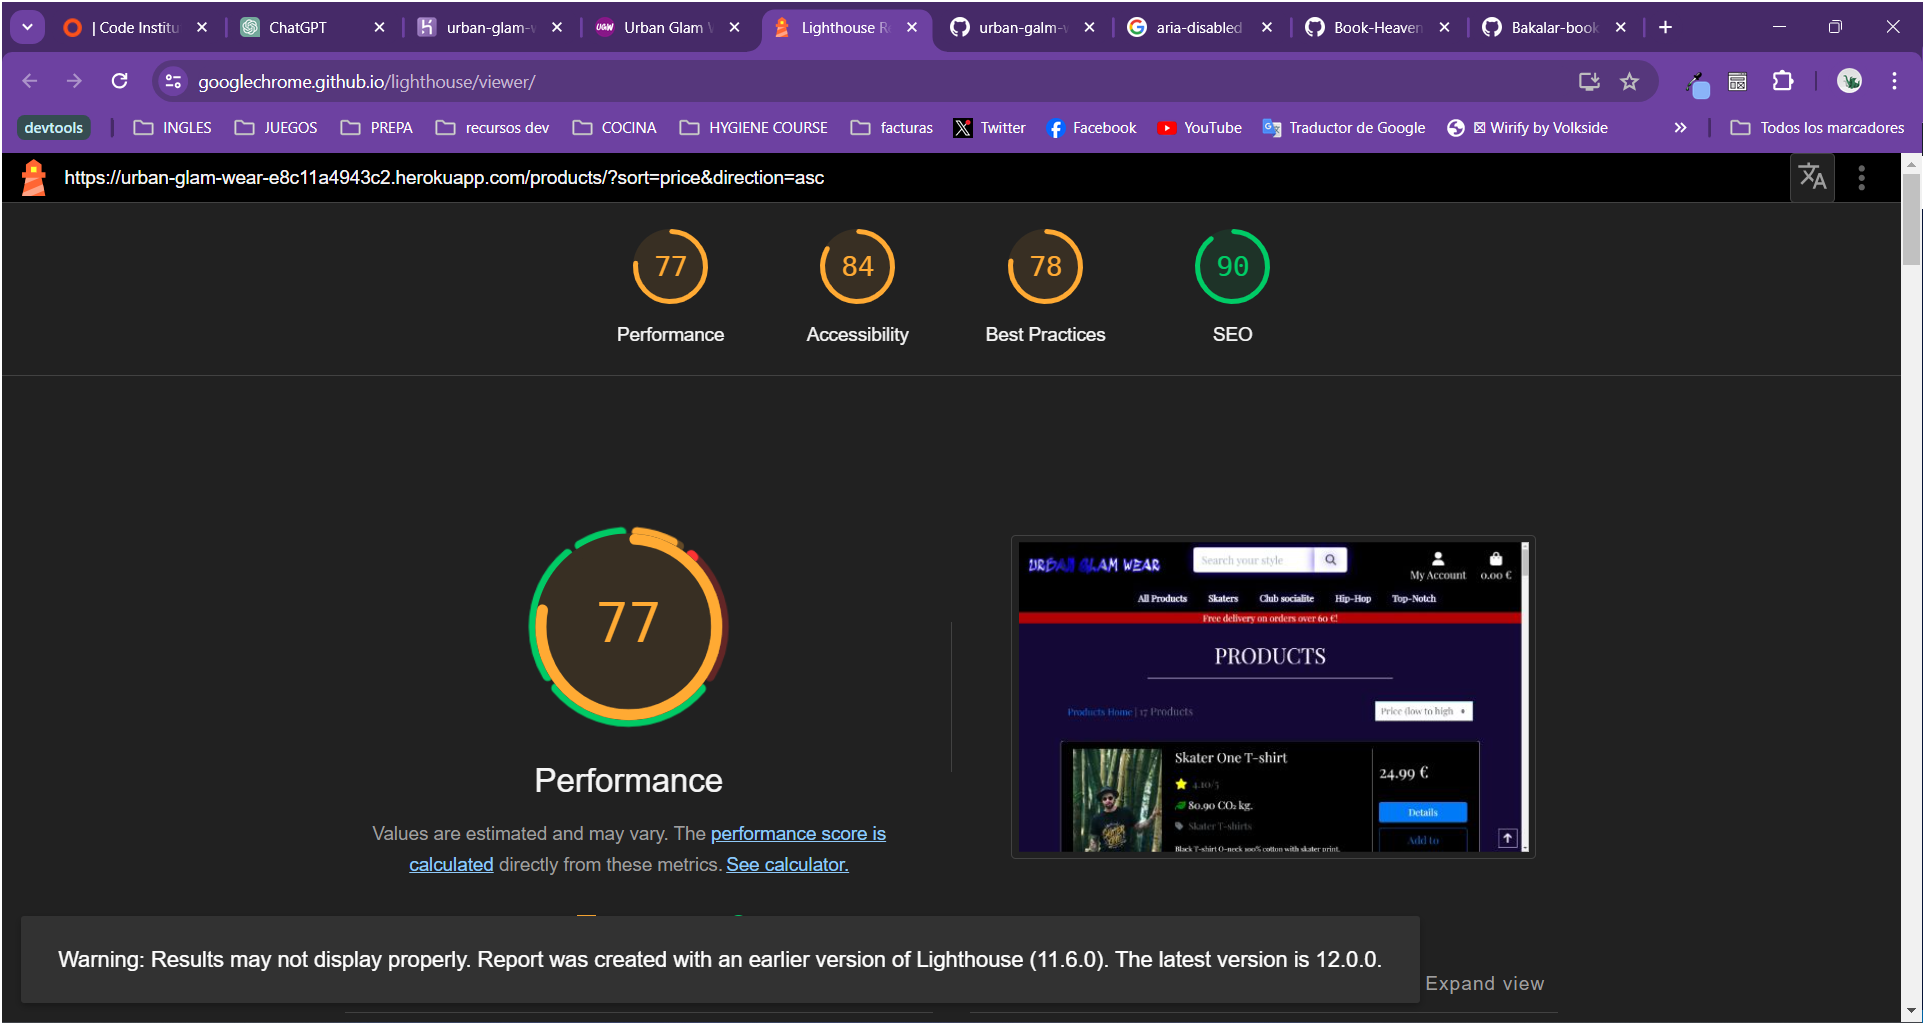 | Code Institu
ChatGPT
urban-glam-w
Urban Glam W
Lighthouse Re
urban-galm-w
aria-disabled
Book-Heaven
Bakalar-book
googlechrome.github.io/lighthouse/viewer/
devtools
INGLES
JUEGOS
PREPA
recursos dev
COCINA
HYGIENE COURSE
facturas
Twitter
Facebook
YouTube
Traductor de Google
Wirify by Volkside
Todos los marcadores
https://urban-glam-wear-e8c11a4943c2.herokuapp.com/products/?sort=price&direction=asc
77
84
78
90
Performance
Accessibility
Best Practices
SEO
77
Performance
Values are estimated and may vary. The performance score is
calculated directly from these metrics. See calculator.
URBAN GLAM WEAR
Search your style
My Account
0.00 €
All Products
Skaters
Club socialite
Hip-Hop
Top-Notch
Free delivery on orders over 60 €!
PRODUCTS
Products Home | 17 Products
Price (low to high
Skater One T-shirt
4.10/5
80.90 CO₂ kg.
Skater T-shirts
Black T-shirt O-neck 100% cotton with skater print.
24.99 €
Details
Add to
Warning: Results may not display properly. Report was created with an earlier version of Lighthouse (11.6.0). The latest version is 12.0.0.
Expand view